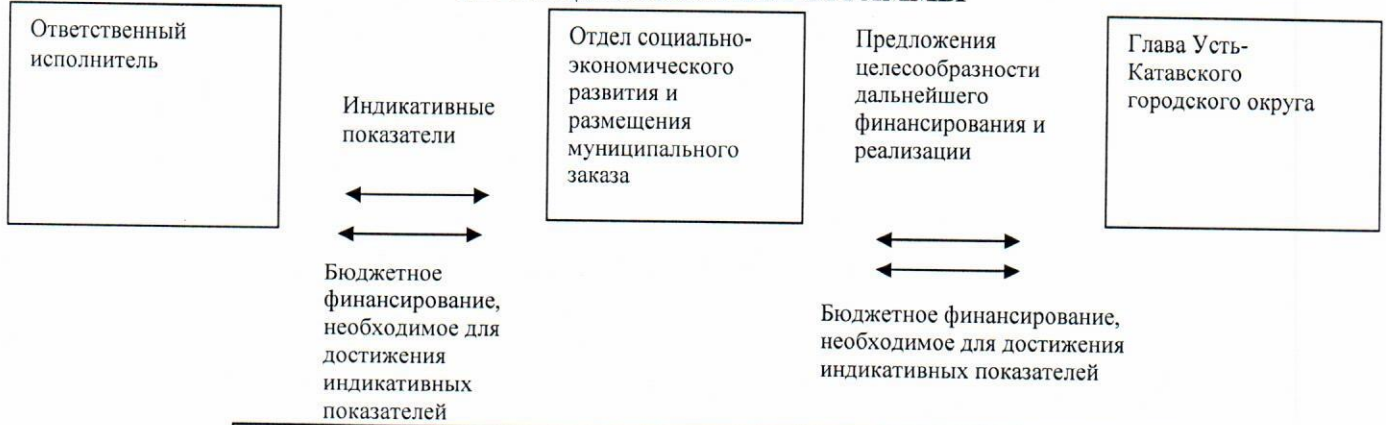 Ответственный
исполнитель
Индикативные
показатели
Бюджетное
финансирование,
необходимое для
достижения
индикативных
показателей
Отдел социально-
экономического
развития и
размещения
муниципального
заказа
Предложения
целесообразности
дальнейшего
финансирования и
реализации
Бюджетное финансирование,
необходимое для достижения
индикативных показателей
Глава Усть-
Катавского
городского округа